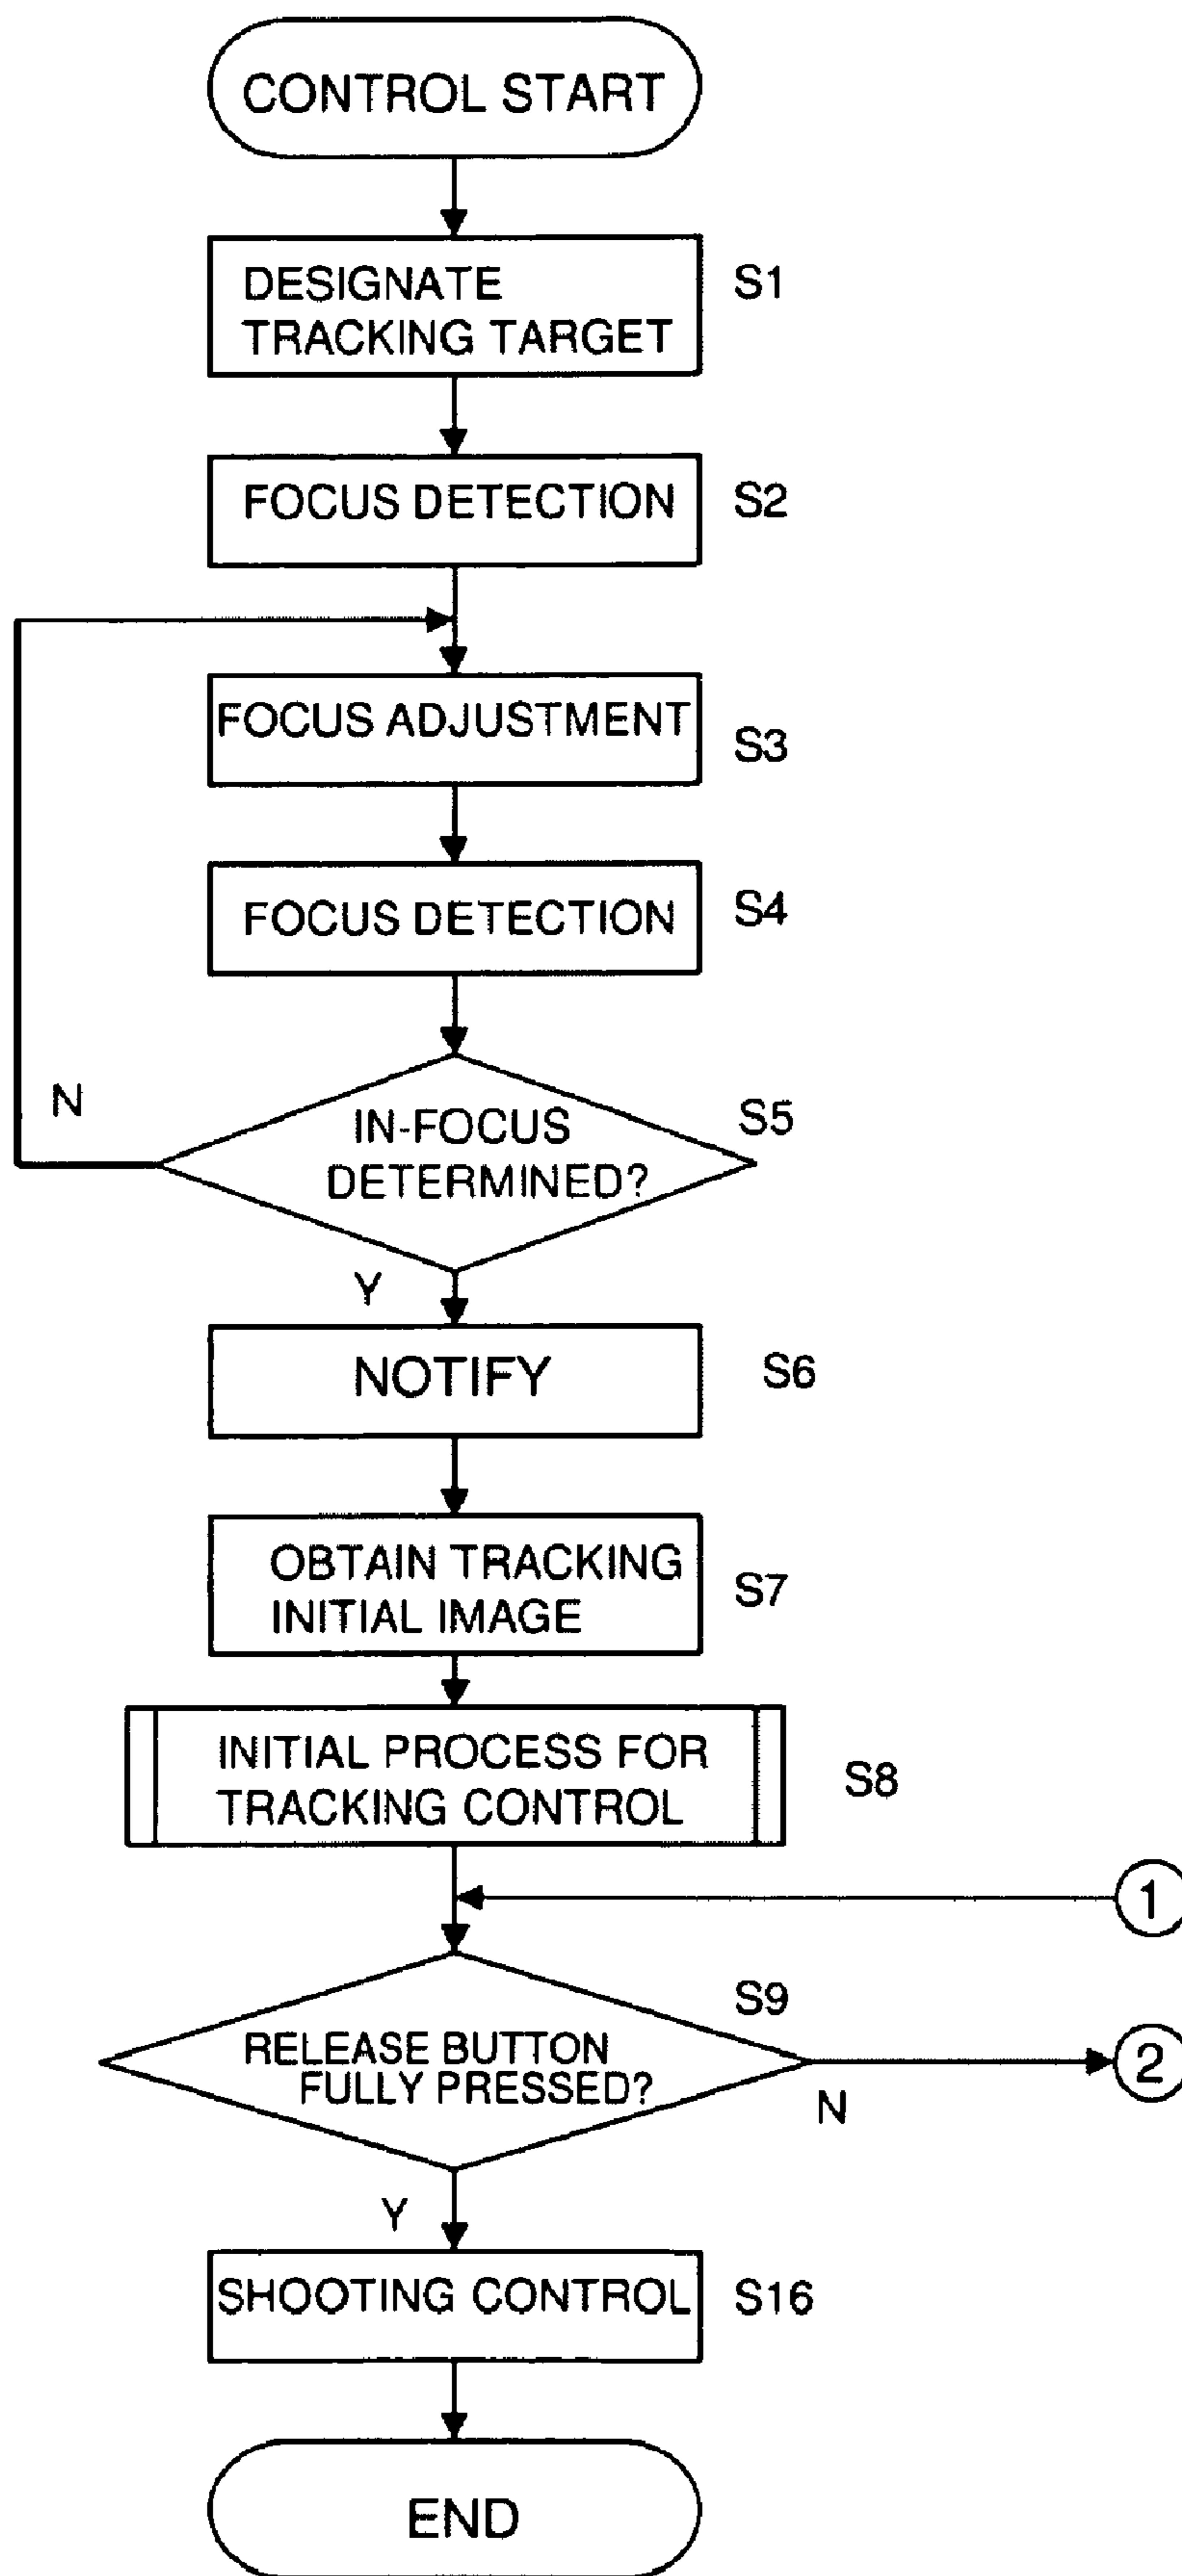 CONTROL START
DESIGNATE
TRACKING TARGET
S1
FOCUS DETECTION
S2
FOCUS ADJUSTMENT
S3
FOCUS DETECTION
S4
N
IN-FOCUS
DETERMINED?
S5
Y
NOTIFY
S6
OBTAIN TRACKING
INITIAL IMAGE
S7
INITIAL PROCESS FOR
TRACKING CONTROL
S8
1
S9
RELEASE BUTTON
FULLY PRESSED?
2
N
Y
SHOOTING CONTROL
S16
END